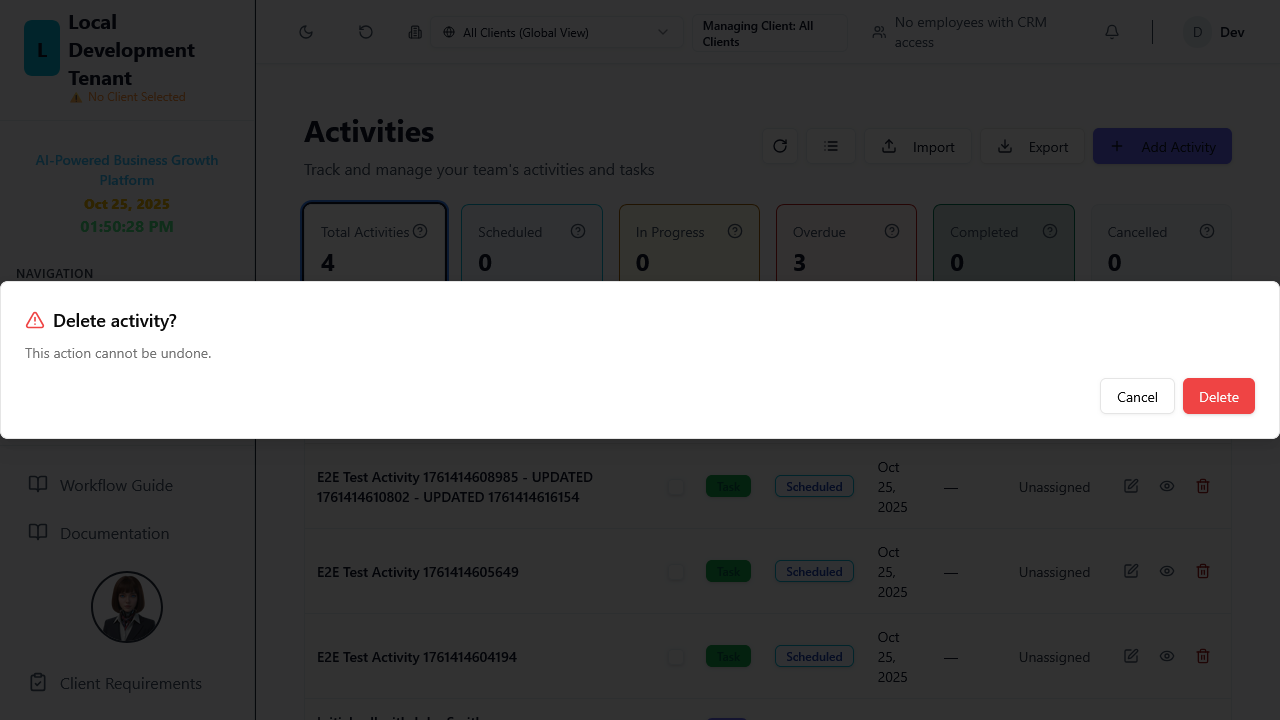 L
Local
Development
Tenant
⚠️ No Client Selected
AI-Powered Business Growth
Platform
Oct 25, 2025
01:50:28 PM
NAVIGATION
Workflow Guide
Documentation
Client Requirements
All Clients (Global View)
Managing Client: All
Clients
No employees with CRM
access
D
Dev
Activities
Track and manage your team's activities and tasks
Import
Export
Add Activity
Total Activities
4
Scheduled
0
In Progress
0
Overdue
3
Completed
0
Cancelled
0
Delete activity?
This action cannot be undone.
Cancel
Delete
E2E Test Activity 1761414608985 - UPDATED
1761414610802 - UPDATED 1761414616154
Task
Scheduled
Oct
25,
2025
—
Unassigned
E2E Test Activity 1761414605649
Task
Scheduled
Oct
25,
2025
—
Unassigned
E2E Test Activity 1761414604194
Task
Scheduled
Oct
25,
2025
—
Unassigned